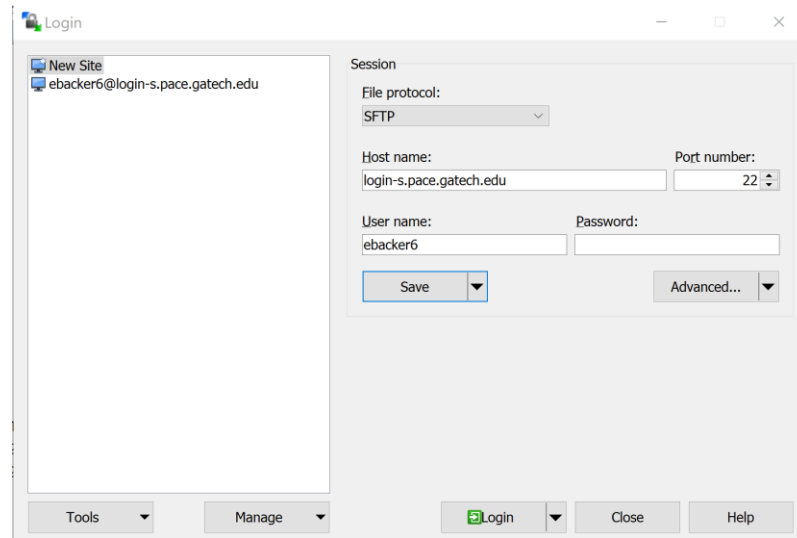 Login
New Site
ebacker6@login-s.pace.gatech.edu
Session
File protocol:
SFTP
Host name:
Port number:
login-s.pace.gatech.edu
22
User name:
Password:
ebacker6
Save
Advanced...
Tools
Manage
Login
Close
Help